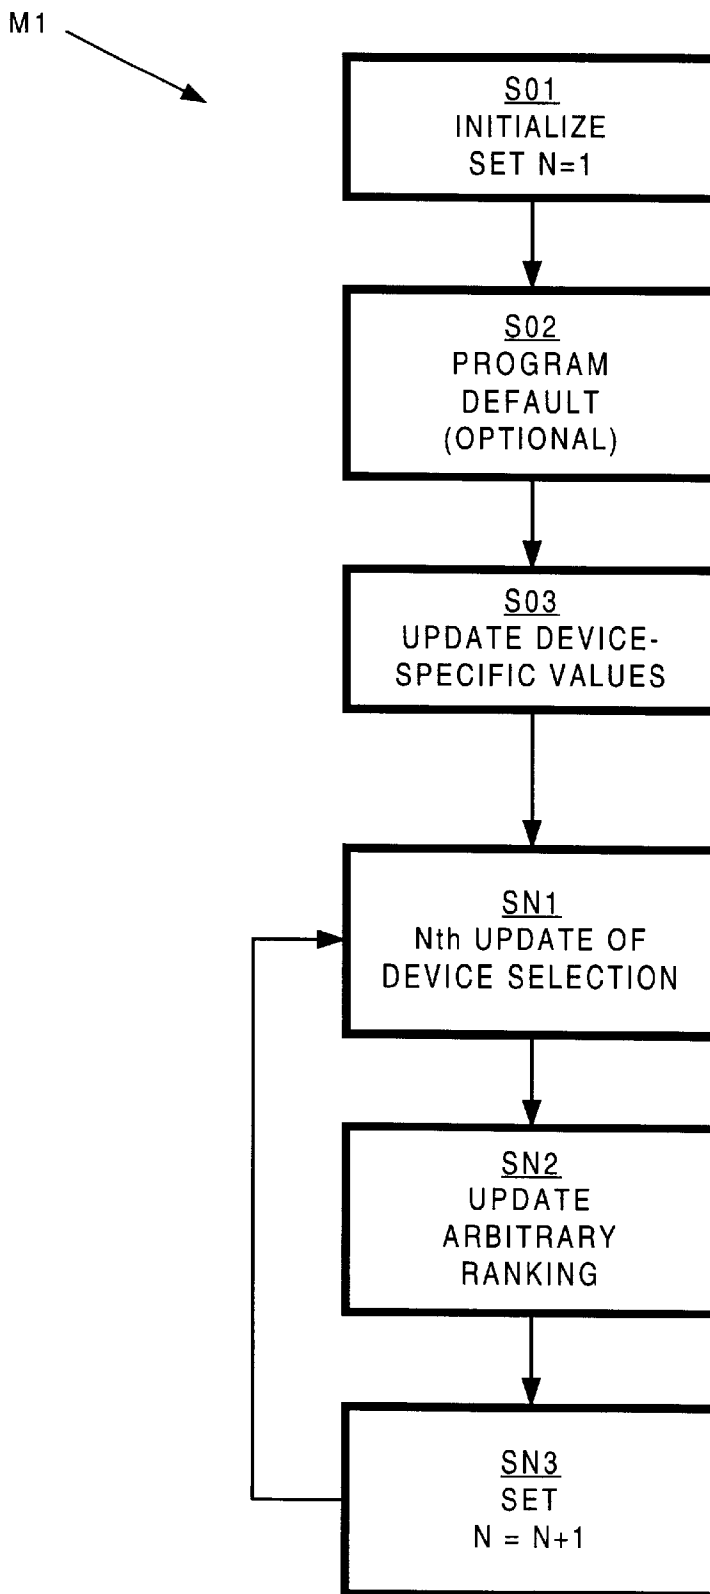 M1
S01
INITIALIZE
SET N=1
S02
PROGRAM
DEFAULT
(OPTIONAL)
S03
UPDATE DEVICE-
SPECIFIC VALUES
SN1
Nth UPDATE OF
DEVICE SELECTION
SN2
UPDATE
ARBITRARY
RANKING
SN3
SET
N = N+1